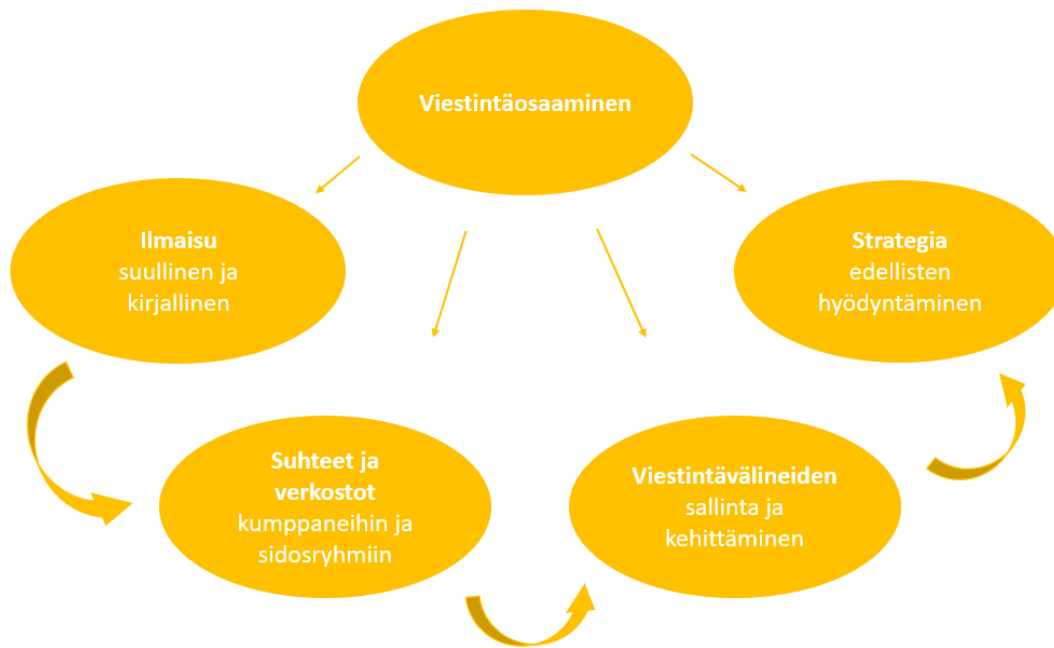 Viestintäosaaminen
Ilmaisu
suullinen ja
kirjallinen
Suhteet ja
verkostot
kumppaneihin ja
sidosryhmiin
Viestintävälineiden
sallinta ja
kehittäminen
Strategia
edellisten
hyödyntäminen